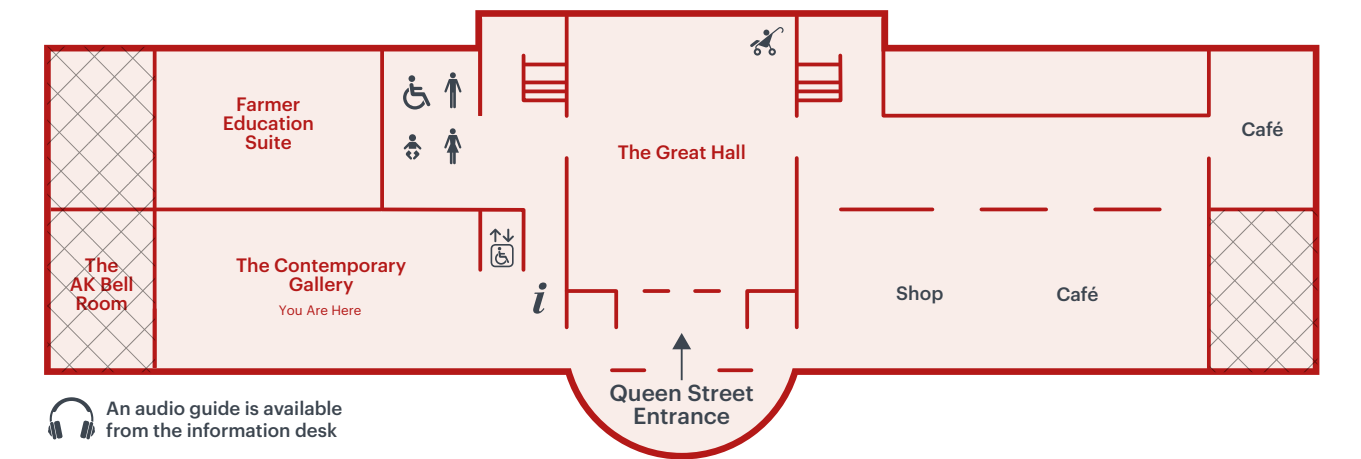 Farmer
Education
Suite
The Great Hall
Café
The
AK Bell
Room
The Contemporary
Gallery
You Are Here
i
Shop
Café
Queen Street
Entrance
An audio guide is available
from the information desk